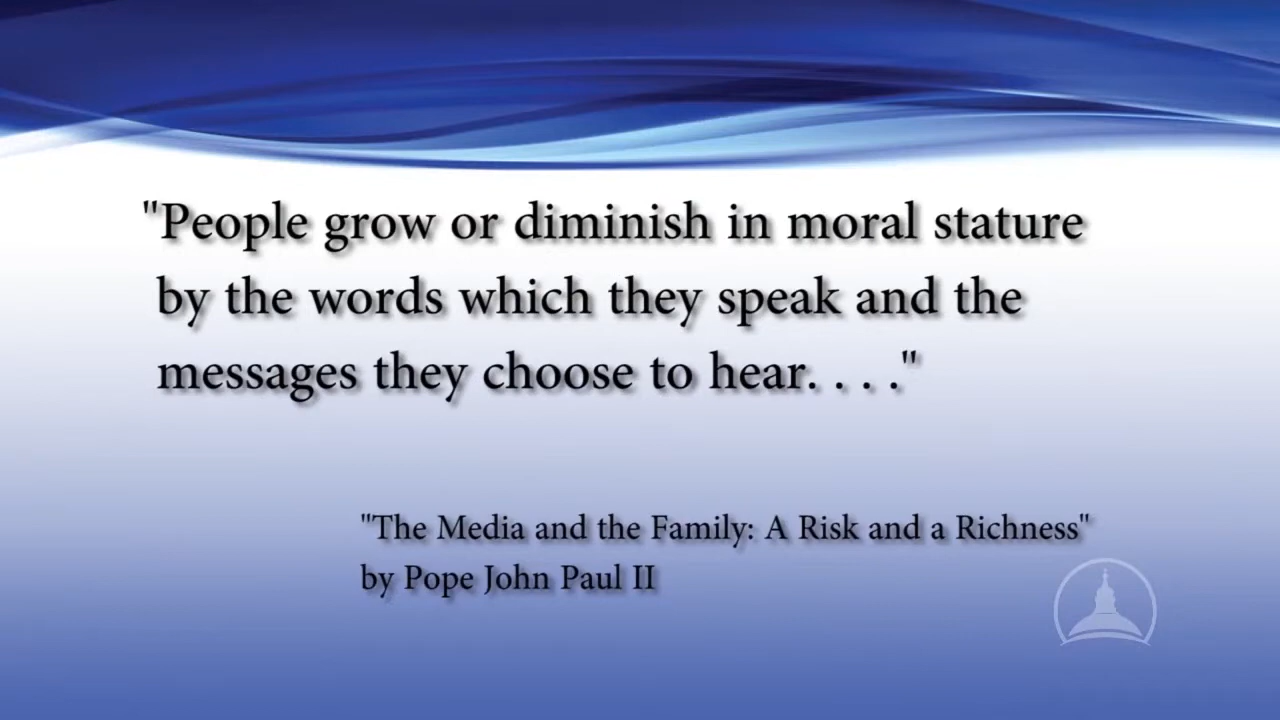 "People grow or diminish in moral stature
by the words which they speak and the
messages they choose to hear. . . ."
"The Media and the Family: A Risk and a Richness"
by Pope John Paul II